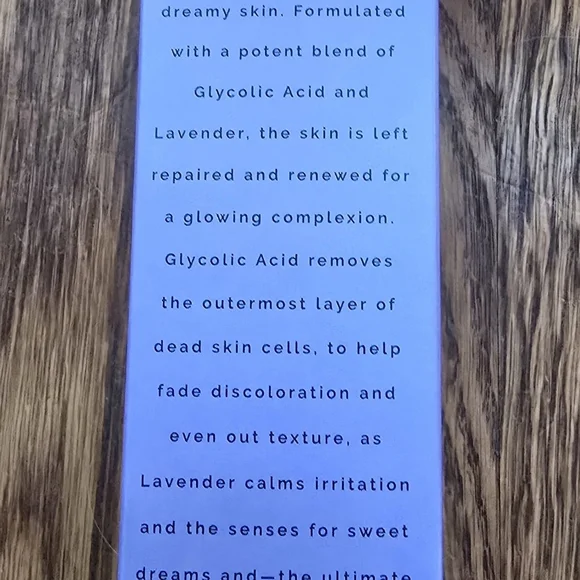 dreamy skin. Formulated
with a potent blend of
Glycolic Acid and
Lavender, the skin is left
repaired and renewed for
a glowing complexion.
Glycolic Acid removes
the outermost layer of
dead skin cells, to help
fade discoloration and
even out texture, as
Lavender calms irritation
and the senses for sweet
dreams and—the ultimate